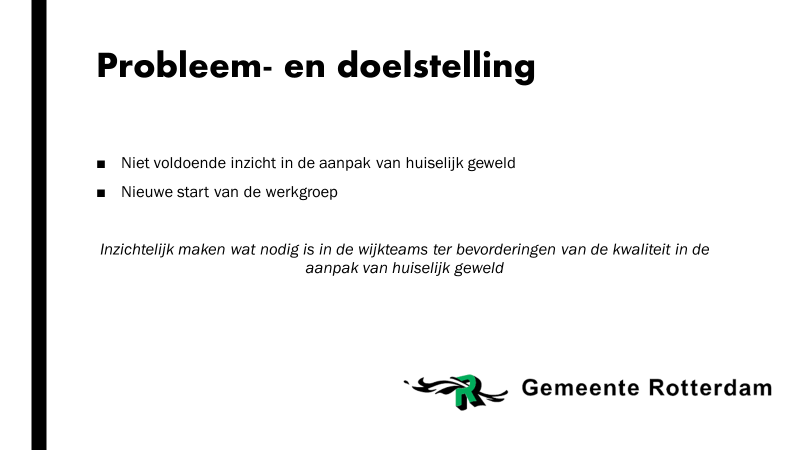 Probleem- en doelstelling
■ Niet voldoende inzicht in de aanpak van huiselijk geweld
■ Nieuwe start van de werkgroep
Inzichtelijk maken wat nodig is in de wijkteams ter bevorderingen van de kwaliteit in de
aanpak van huiselijk geweld
R Gemeente Rotterdam